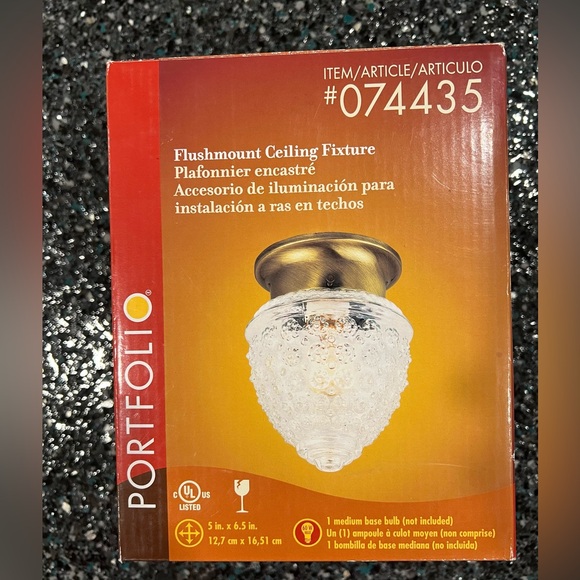 ITEM/ARTICLE/ARTICULO
#074435
Flushmount Ceiling Fixture
Plafonnier encastré
Accesorio de iluminación para
instalación a ras en techos
PORTFOLIO®
C UL US
LISTED
5 in. x 6.5 in.
12,7 cm x 16,51 cm
1 medium base bulb (not included)
Un (1) ampoule à culot moyen (non comprise)
1 bombilla de base mediana (no incluida)